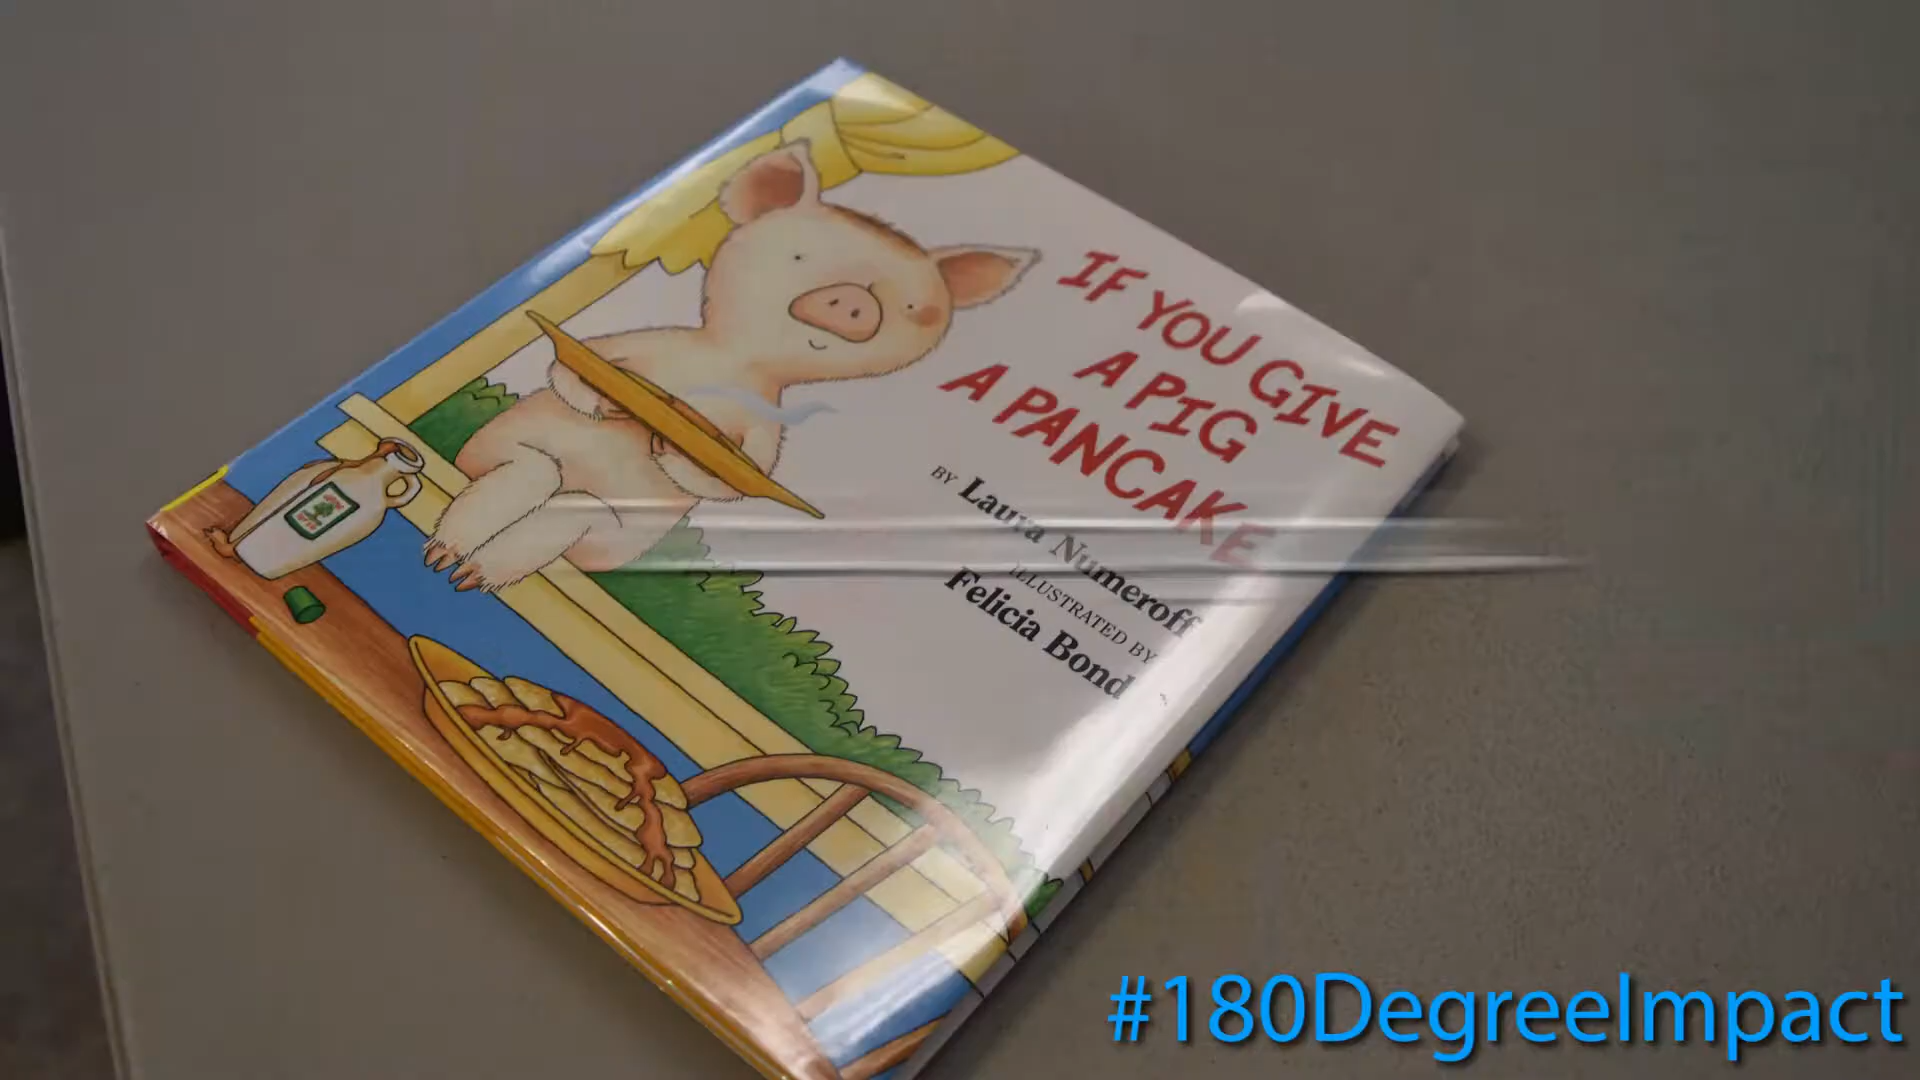 IF YOU GIVE
A PIG
A PANCAKE
BY Laura Numeroff
ILLUSTRATED BY
Felicia Bond
#180DegreeImpact